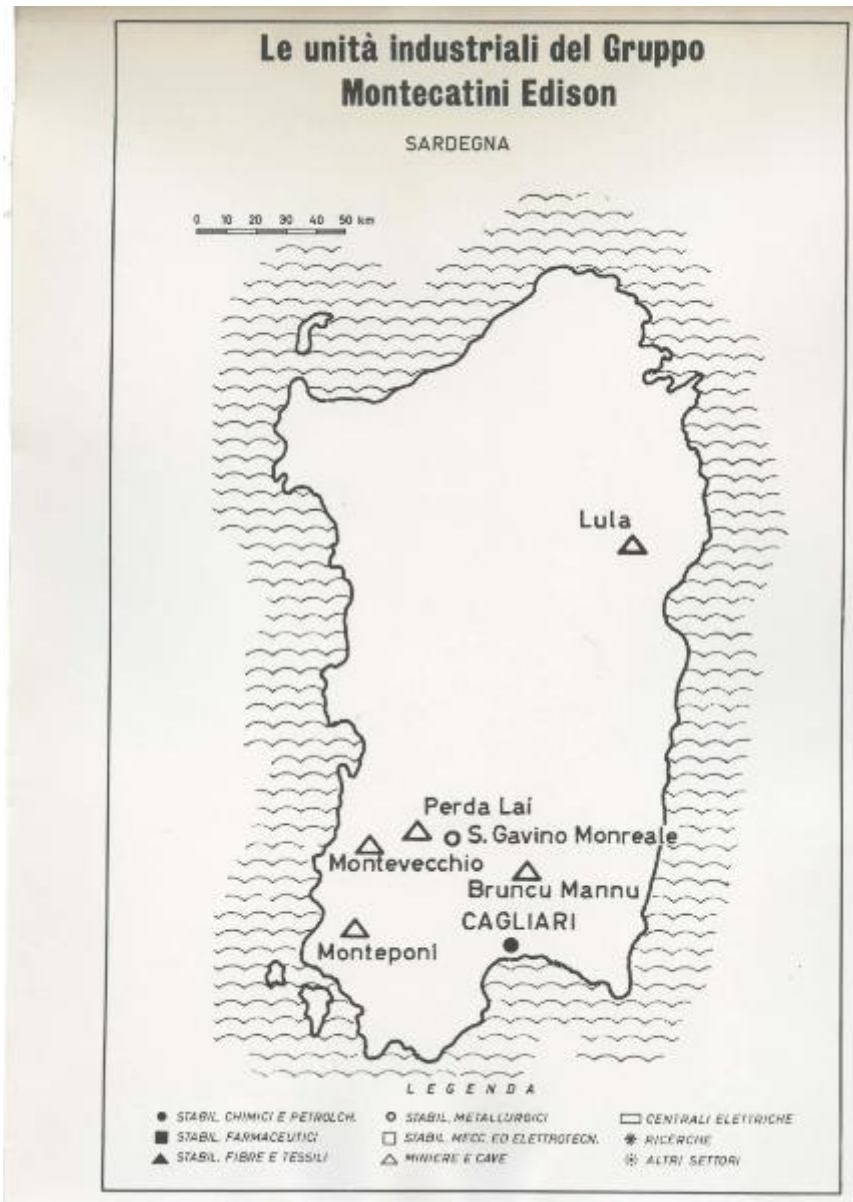 Le unità industriali del Gruppo
Montecatini Edison
SARDEGNA
0 10 20 30 40 50 km
Lula
Perda Lai
S. Gavino Monreale
Montevecchio
Bruncu Mannu
CAGLIARI
Monteponi
LEGENDA
STABIL. CHIMICI E PETROLCH.
STABIL. METALLURGICI
CENTRALI ELETTRICHE
STABIL. FARMACEUTICI
STABIL. MECC. ED ELETTROTECN.
RICERCHE
STABIL. FIBRE E TESSILI
MINIERE E CAVE
ALTRI SETTORI